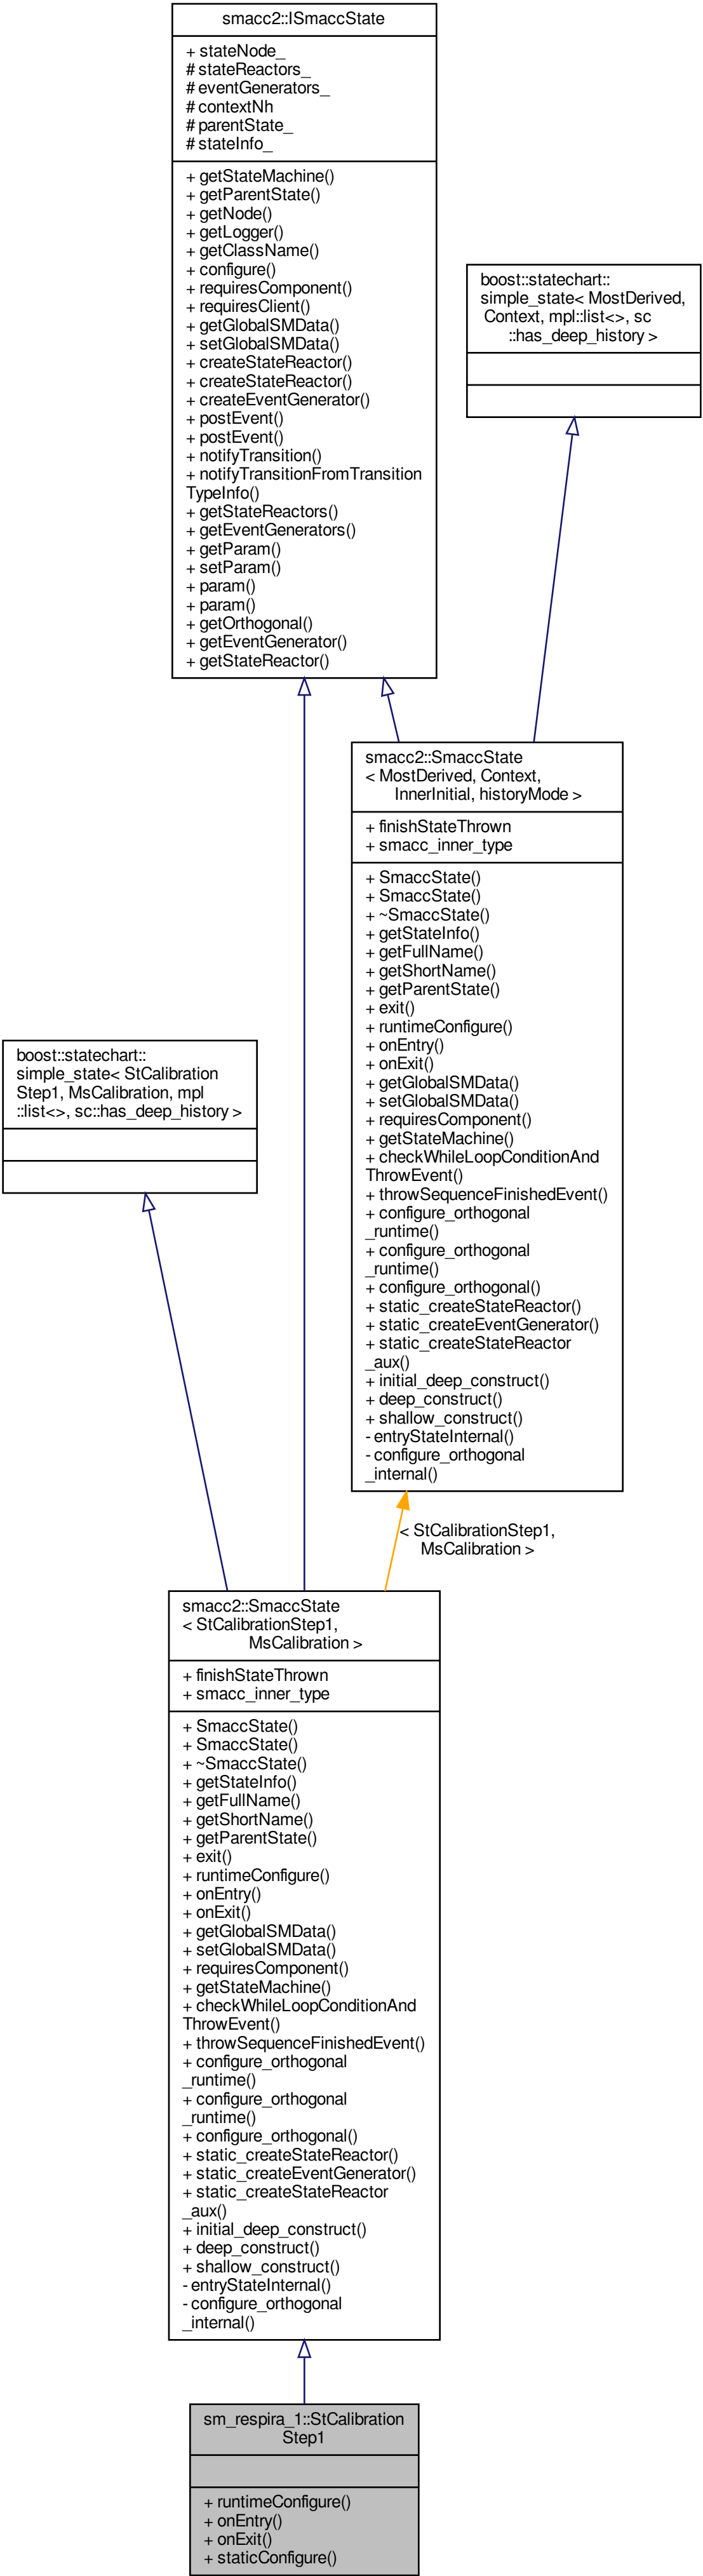 smacc2::ISmaccState
+ stateNode_
# stateReactors_
# eventGenerators_
# contextNh
# parentState_
# stateInfo_
+ getStateMachine()
+ getParentState()
+ getNode()
+ getLogger()
+ getClassName()
+ configure()
+ requiresComponent()
+ requiresClient()
+ getGlobalSMData()
+ setGlobalSMData()
+ createStateReactor()
+ createStateReactor()
+ createEventGenerator()
+ postEvent()
+ postEvent()
+ notifyTransition()
+ notifyTransitionFromTransition
TypeInfo()
+ getStateReactors()
+ getEventGenerators()
+ getParam()
+ setParam()
+ param()
+ param()
+ getOrthogonal()
+ getEventGenerator()
+ getStateReactor()
boost::statechart::
simple_state< MostDerived,
Context, mpl::list<>, sc
::has_deep_history >
smacc2::SmaccState
< MostDerived, Context,
InnerInitial, historyMode >
+ finishStateThrown
+ smacc_inner_type
+ SmaccState()
+ SmaccState()
+ ~SmaccState()
+ getStateInfo()
+ getFullName()
+ getShortName()
+ getParentState()
+ exit()
+ runtimeConfigure()
+ onEntry()
+ onExit()
+ getGlobalSMData()
+ setGlobalSMData()
+ requiresComponent()
+ getStateMachine()
+ checkWhileLoopConditionAnd
ThrowEvent()
+ throwSequenceFinishedEvent()
+ configure_orthogonal
_runtime()
+ configure_orthogonal
_runtime()
+ configure_orthogonal()
+ static_createStateReactor()
+ static_createEventGenerator()
+ static_createStateReactor
_aux()
+ initial_deep_construct()
+ deep_construct()
+ shallow_construct()
- entryStateInternal()
- configure_orthogonal
_internal()
boost::statechart::
simple_state< StCalibration
Step1, MsCalibration, mpl
::list<>, sc::has_deep_history >
< StCalibrationStep1,
MsCalibration >
smacc2::SmaccState
< StCalibrationStep1,
MsCalibration >
+ finishStateThrown
+ smacc_inner_type
+ SmaccState()
+ SmaccState()
+ ~SmaccState()
+ getStateInfo()
+ getFullName()
+ getShortName()
+ getParentState()
+ exit()
+ runtimeConfigure()
+ onEntry()
+ onExit()
+ getGlobalSMData()
+ setGlobalSMData()
+ requiresComponent()
+ getStateMachine()
+ checkWhileLoopConditionAnd
ThrowEvent()
+ throwSequenceFinishedEvent()
+ configure_orthogonal
_runtime()
+ configure_orthogonal
_runtime()
+ configure_orthogonal()
+ static_createStateReactor()
+ static_createEventGenerator()
+ static_createStateReactor
_aux()
+ initial_deep_construct()
+ deep_construct()
+ shallow_construct()
- entryStateInternal()
- configure_orthogonal
_internal()
sm_respira_1::StCalibration
Step1
+ runtimeConfigure()
+ onEntry()
+ onExit()
+ staticConfigure()